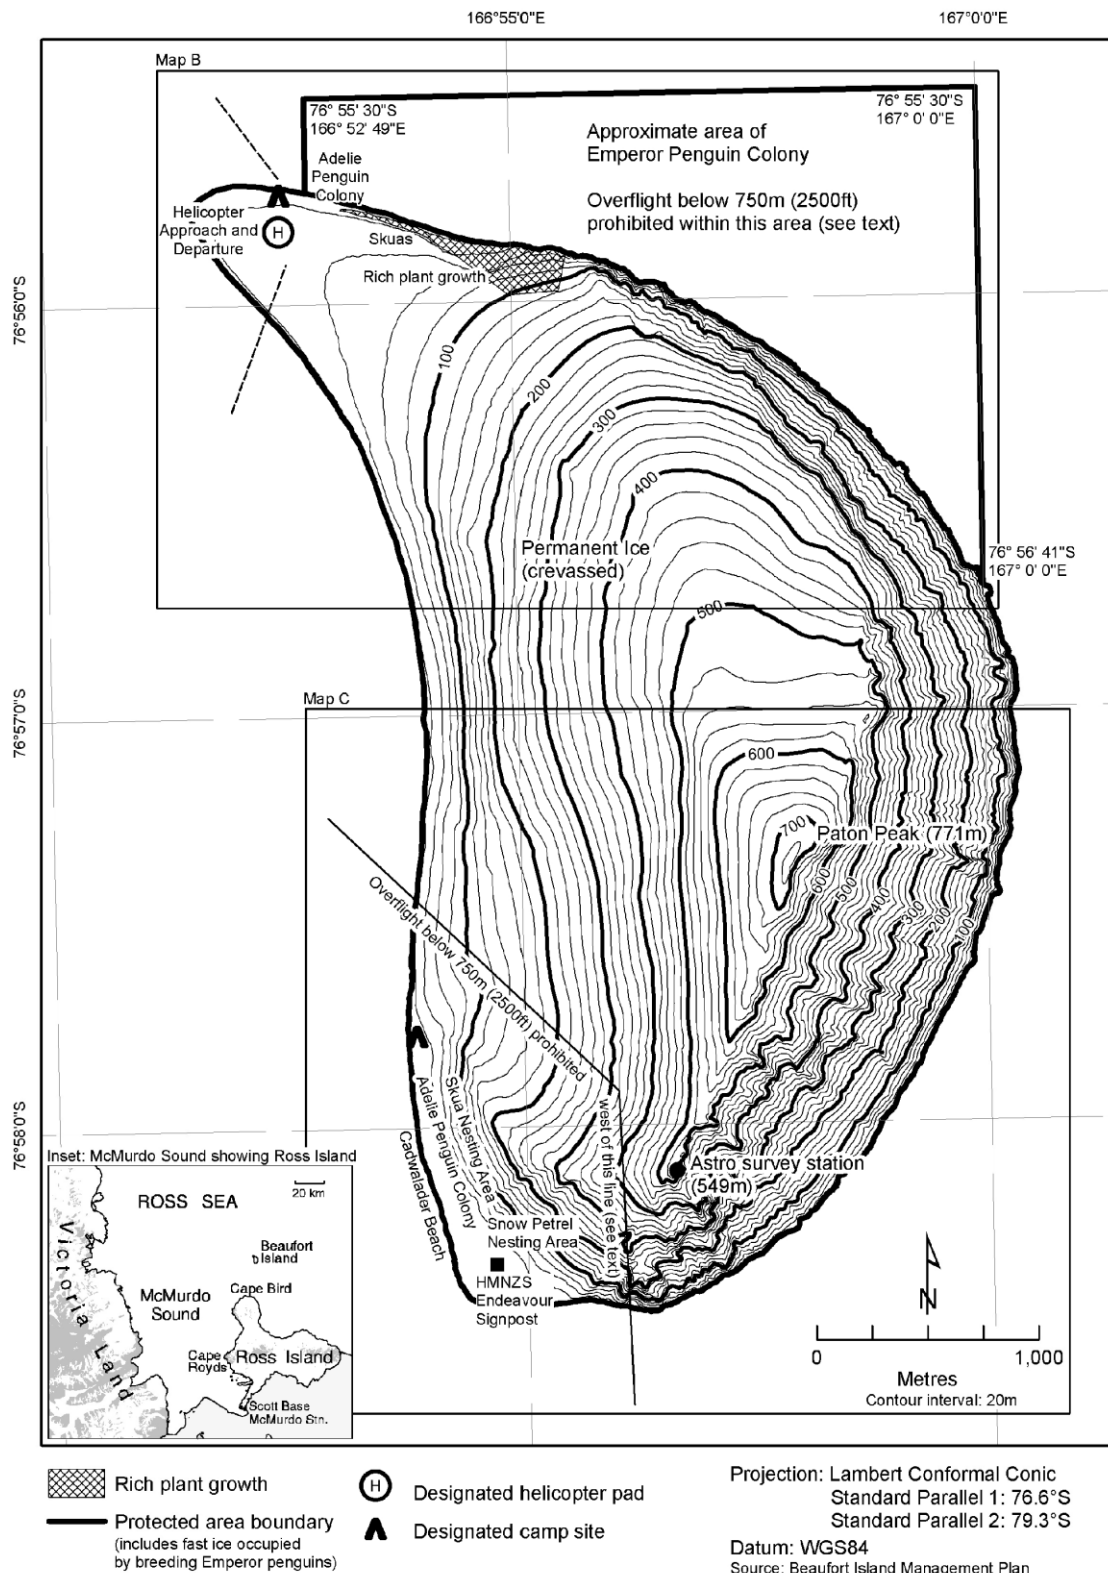 166°55'0"E
167°0'0"E
Map B
76° 55' 30"S
166° 52' 49"E
76° 55' 30"S
167° 0' 0"E
Approximate area of
Emperor Penguin Colony
Overflight below 750m (2500ft)
prohibited within this area (see text)
Adelie
Penguin
Colony
Helicopter
Approach and
Departure
H
Skuas
Rich plant growth
76°56'0"S
100
200
300
400
Permanent Ice
(crevassed)
76° 56' 41"S
167° 0' 0"E
500
Map C
76°57'0"S
600
700
Paton Peak (771m)
600
500
400
300
200
100
Overflight below 750m (2500ft) prohibited
west of this line (see text)
Skua Nesting Area
Adelie Penguin Colony
Cadwalader Beach
76°58'0"S
Astro survey station
(549m)
Snow Petrel
Nesting Area
HMNZS
Endeavour
Signpost
Inset: McMurdo Sound showing Ross Island
ROSS SEA
20 km
Victoria Land
Beaufort
Island
Cape Bird
McMurdo
Sound
Cape
Royds
Ross Island
Scott Base
McMurdo Stn.
N
0 1,000
Metres
Contour interval: 20m
Rich plant growth
Protected area boundary
(includes fast ice occupied
by breeding Emperor penguins)
H Designated helicopter pad
Designated camp site
Projection: Lambert Conformal Conic
Standard Parallel 1: 76.6°S
Standard Parallel 2: 79.3°S
Datum: WGS84
Source: Beaufort Island Management Plan